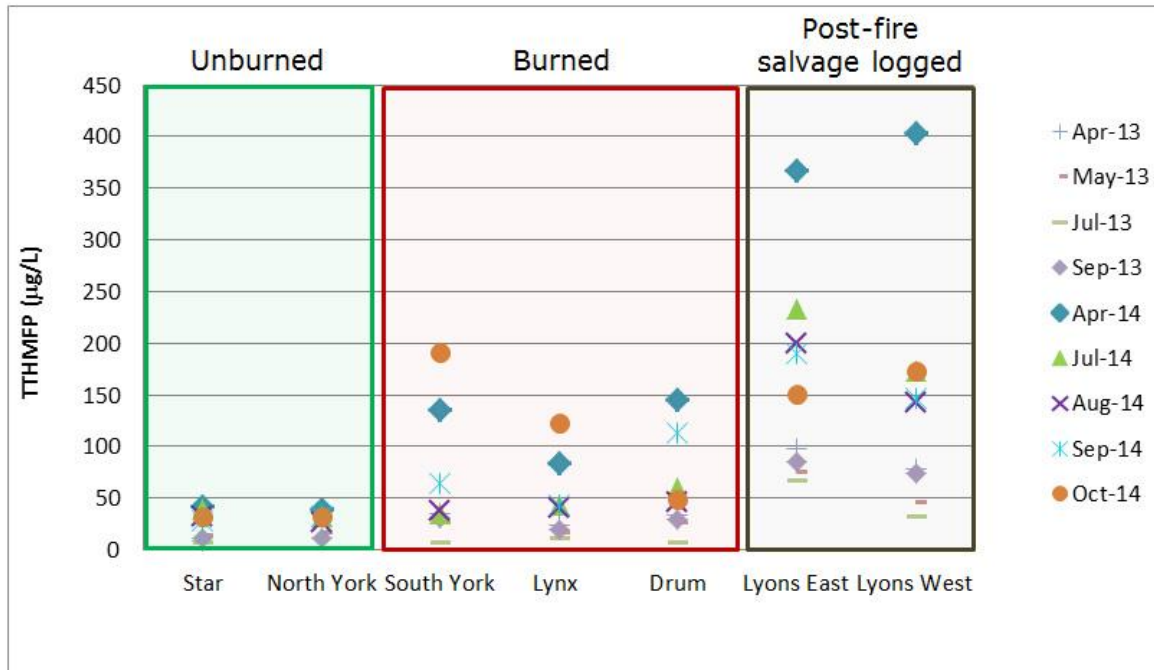 Unburned
Burned
Post-fire
salvage logged
450
400
350
300
250
200
150
100
50
0
TTHMFP (µg/L)
Star
North York
South York
Lynx
Drum
Lyons East
Lyons West
Apr-13
May-13
Jul-13
Sep-13
Apr-14
Jul-14
Aug-14
Sep-14
Oct-14